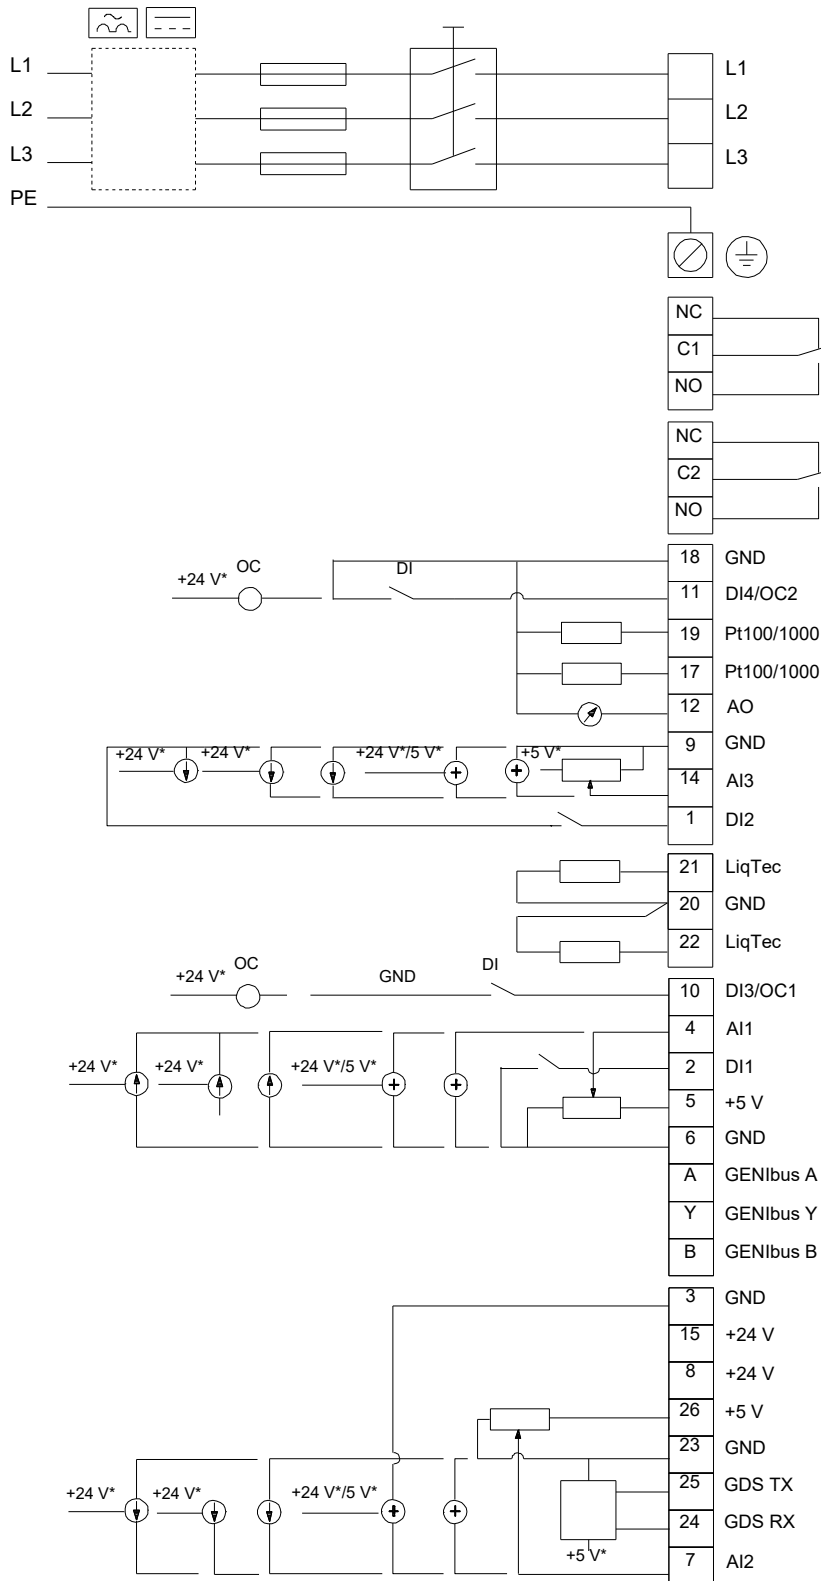 L1 L1
L2 L2
L3 L3
PE
NC
C1
NO
NC
C2
NO
18 GND
+24 V* OC DI 11 DI4/OC2
19 Pt100/1000
17 Pt100/1000
12 AO
9 GND
+24 V* +24 V* +24 V*/5 V* +5 V*
14 AI3
1 DI2
21 LiqTec
20 GND
22 LiqTec
+24 V* OC GND DI 10 DI3/OC1
4 AI1
+24 V* +24 V* +24 V*/5 V* 2 DI1
5 +5 V
6 GND
A GENIbus A
Y GENIbus Y
B GENIbus B
3 GND
15 +24 V
8 +24 V
26 +5 V
23 GND
+24 V* +24 V* +24 V*/5 V* 25 GDS TX
24 GDS RX
+5 V* 7 AI2